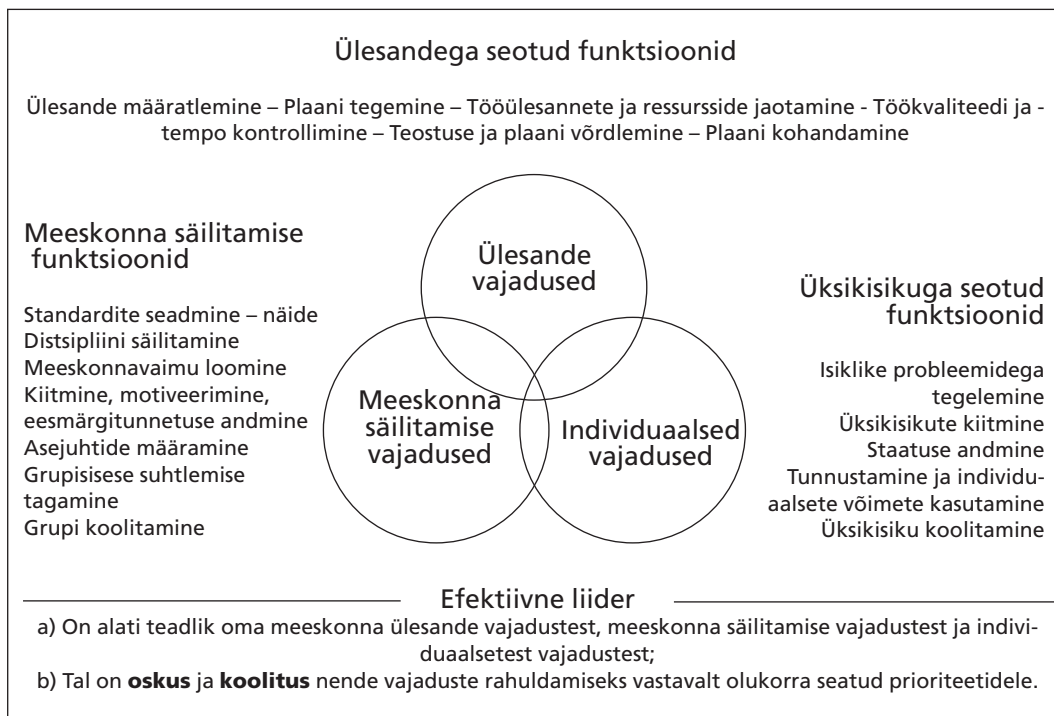 Ülesandega seotud funktsioonid
Ülesande määratlemine – Plaani tegemine – Tööülesannete ja ressursside jaotamine - Töökvaliteedi ja -
tempo kontrollimine – Teostuse ja plaani võrdlemine – Plaani kohandamine
Meeskonna säilitamise
funktsioonid
Standardite seadmine – näide
Distsipliini säilitamine
Meeskonnavaimu loomine
Kiitmine, motiveerimine,
eesmärgitunnetuse andmine
Asejuhtide määramine
Grupisisese suhtlemise
tagamine
Grupi koolitamine
Ülesande
vajadused
Meeskonna
säilitamise
vajadused
Individuaalsed
vajadused
Üksikisikuga seotud
funktsioonid
Isiklike probleemidega
tegelemine
Üksikisikute kiitmine
Staatuse andmine
Tunnustamine ja individu-
aalsete võimete kasutamine
Üksikisiku koolitamine
Efektiivne liider
a) On alati teadlik oma meeskonna ülesande vajadustest, meeskonna säilitamise vajadustest ja indivi-
duaalsetest vajadustest;
b) Tal on oskus ja koolitus nende vajaduste rahuldamiseks vastavalt olukorra seatud prioriteetidele.